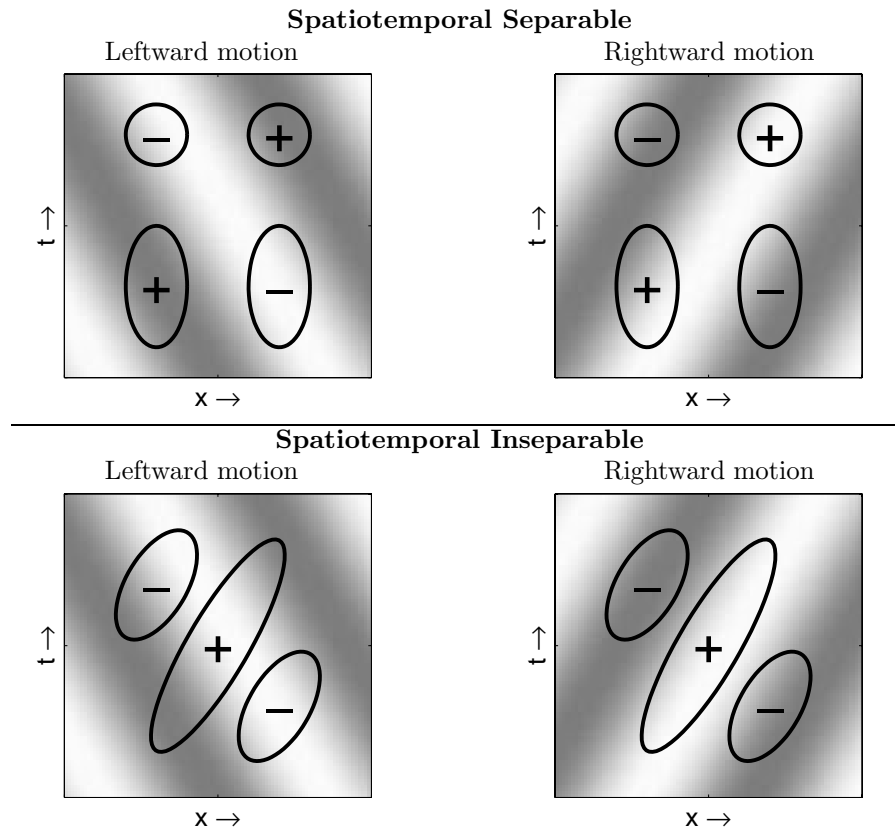 Spatiotemporal Separable
Leftward motion Rightward motion
− + − +
t → t →
+ − + −
x → x →
Spatiotemporal Inseparable
Leftward motion Rightward motion
− −
t → + t → +
− −
x → x →